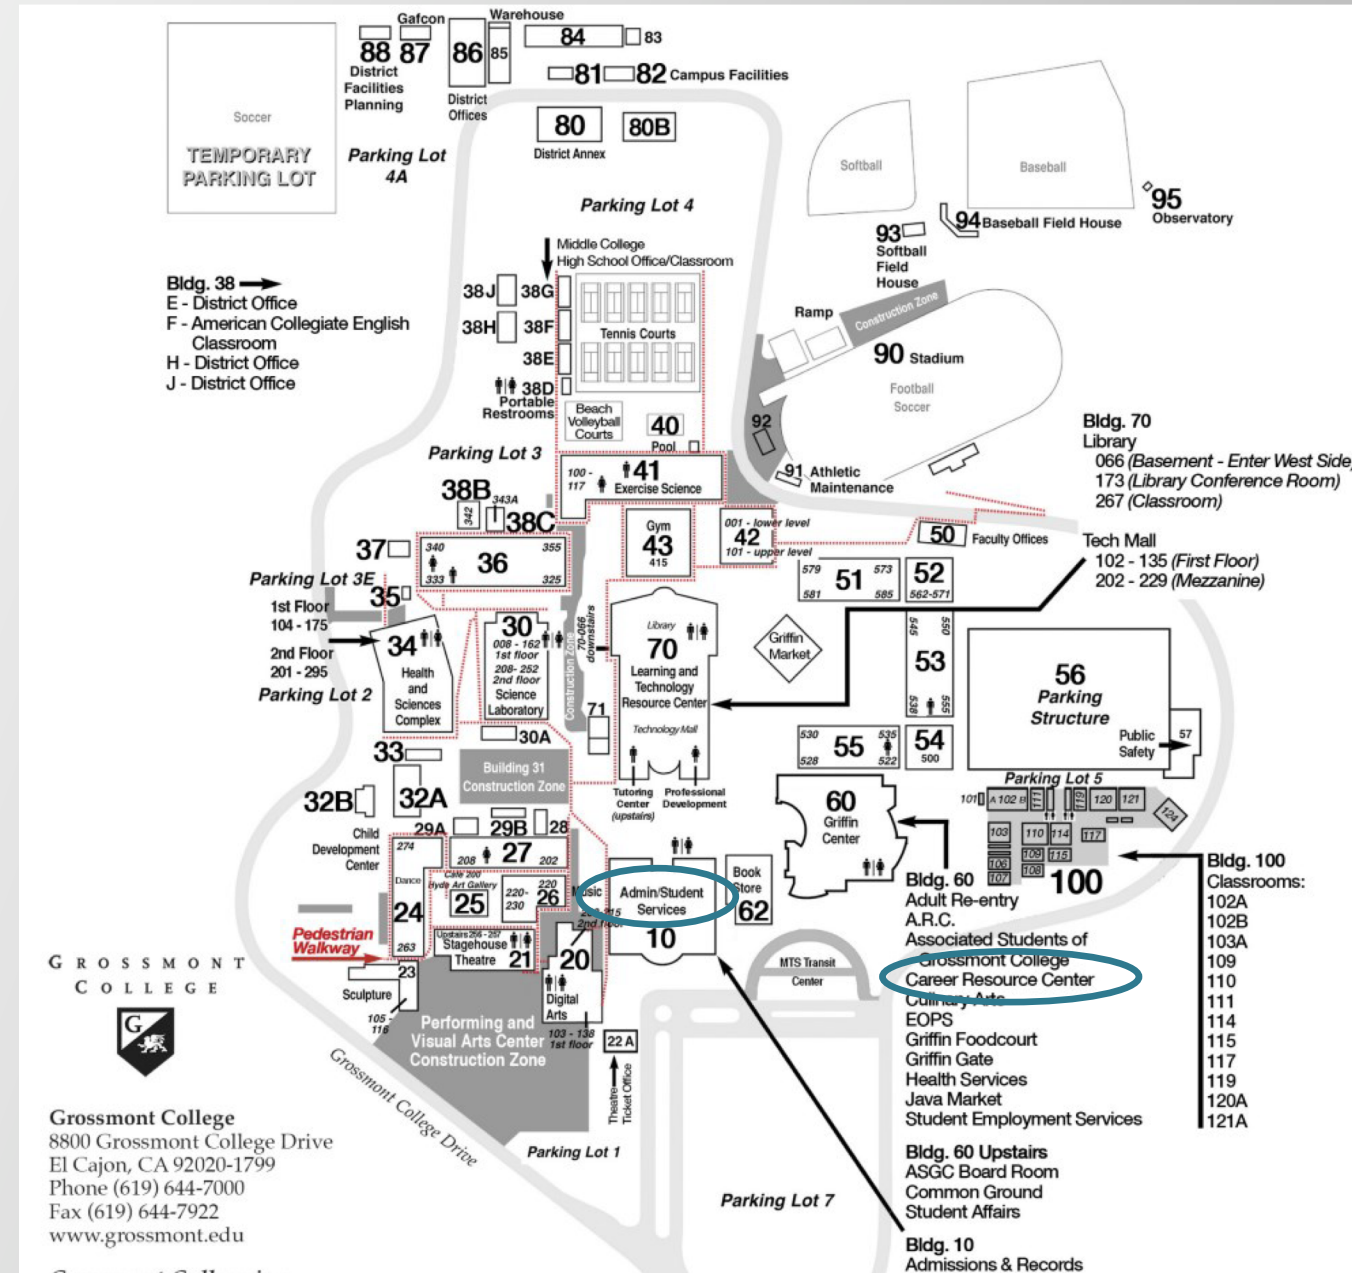 Gafcon
Warehouse
88
87
86
85
84
83
District
Facilities
Planning
District
Offices
81
82 Campus Facilities
Soccer
TEMPORARY
PARKING LOT
Parking Lot
4A
80
80B
District Annex
Softball
Baseball
Parking Lot 4
95
Observatory
94 Baseball Field House
93
Softball
Field
House
Middle College
High School Office/Classroom
Bldg. 38
E - District Office
F - American Collegiate English
Classroom
H - District Office
J - District Office
38J
38G
38H
38F
38E
38D
Portable
Restrooms
Tennis Courts
Beach
Volleyball
Courts
40
Pool
Ramp
Construction Zone
90 Stadium
Football
Soccer
92
91 Athletic
Maintenance
Bldg. 70
Library
066 (Basement - Enter West Side
173 (Library Conference Room)
267 (Classroom)
Tech Mall
102 - 135 (First Floor)
202 - 229 (Mezzanine)
Parking Lot 3
100 -
117
41
Exercise Science
38B
342
343A
38C
Gym
43
415
001 - lower level
42
101 - upper level
50
Faculty Offices
37
340
355
36
333
325
579
573
51
581
585
52
562-571
Parking Lot 3E
35
1st Floor
104 - 175
2nd Floor
201 - 295
Parking Lot 2
34
Health
and
Sciences
Complex
30
008 - 162
1st floor
208- 252
2nd floor
Science
Laboratory
Construction Zone
70-066
downstairs
Library
70
Learning and
Technology
Resource Center
Technology Mall
Griffin
Market
545
550
53
538
555
56
Parking
Structure
Public
Safety
57
71
30A
33
Building 31
Construction Zone
530
535
55
528
522
54
500
Tutoring
Center
(upstairs)
Professional
Development
32B
32A
Child
Development
Center
29A
29B
28
60
Griffin
Center
Parking Lot 5
101
A 102 B
111
119
120
121
124
103
110
114
117
106
109
115
107
108
100
274
Dance
24
263
208
27
202
Cafe 200
Hyde Art Gallery
25
220-
230
220
26
Music
2nd floor
Admin/Student
Services
10
Book
Store
62
Pedestrian
Walkway
Upstairs 256 - 257
Stagehouse
Theatre
21
20
Digital
Arts
103 - 138
1st floor
23
Sculpture
105 -
116
Performing and
Visual Arts Center
Construction Zone
22 A
Theatre
Ticket Office
MTS Transit
Center
Bldg. 60
Adult Re-entry
A.R.C.
Associated Students of
Grossmont College
Career Resource Center
Culinary Arts
EOPS
Griffin Foodcourt
Griffin Gate
Health Services
Java Market
Student Employment Services
Bldg. 60 Upstairs
ASGC Board Room
Common Ground
Student Affairs
Bldg. 10
Admissions & Records
Bldg. 100
Classrooms:
102A
102B
103A
109
110
111
114
115
117
119
120A
121A
Grossmont College Drive
Parking Lot 1
Parking Lot 7
GROSSMONT
COLLEGE
G
Grossmont College
8800 Grossmont College Drive
El Cajon, CA 92020-1799
Phone (619) 644-7000
Fax (619) 644-7922
www.grossmont.edu